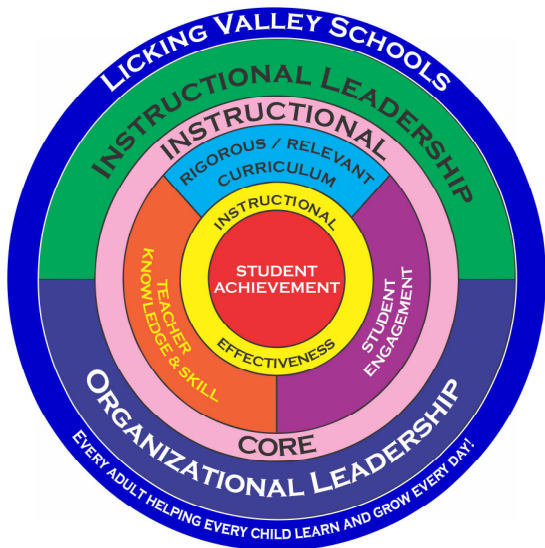 LICKING VALLEY SCHOOLS
INSTRUCTIONAL LEADERSHIP
INSTRUCTIONAL
RIGOROUS / RELEVANT
CURRICULUM
INSTRUCTIONAL
STUDENT
ACHIEVEMENT
TEACHER
KNOWLEDGE & SKILL
STUDENT
ENGAGEMENT
EFFECTIVENESS
CORE
ORGANIZATIONAL LEADERSHIP
EVERY ADULT HELPING EVERY CHILD LEARN AND GROW EVERY DAY!